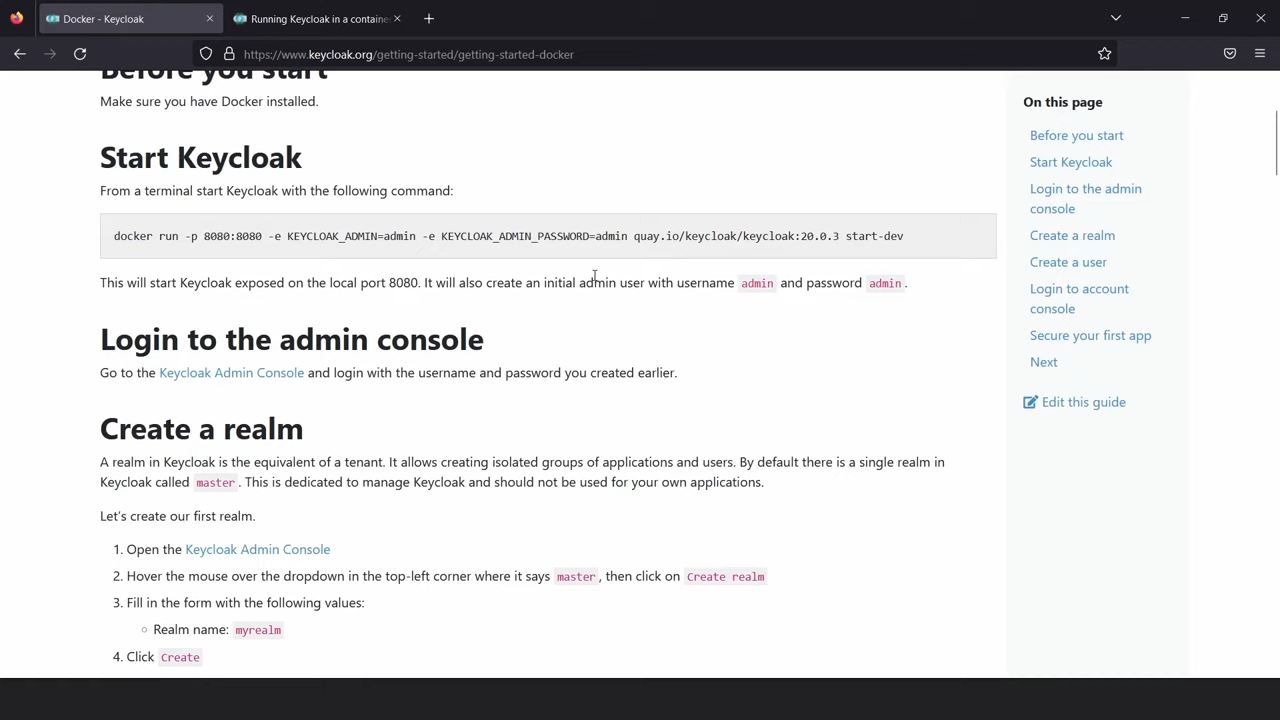 Docker - Keycloak
Running Keycloak in a containe
https://www.keycloak.org/getting-started/getting-started-docker
Before you start
Make sure you have Docker installed.
Start Keycloak
From a terminal start Keycloak with the following command:
docker run -p 8080:8080 -e KEYCLOAK_ADMIN=admin -e KEYCLOAK_ADMIN_PASSWORD=admin quay.io/keycloak/keycloak:20.0.3 start-dev
This will start Keycloak exposed on the local port 8080. It will also create an initial admin user with username admin and password admin.
Login to the admin console
Go to the Keycloak Admin Console and login with the username and password you created earlier.
Create a realm
A realm in Keycloak is the equivalent of a tenant. It allows creating isolated groups of applications and users. By default there is a single realm in
Keycloak called master. This is dedicated to manage Keycloak and should not be used for your own applications.
Let's create our first realm.
1. Open the Keycloak Admin Console
2. Hover the mouse over the dropdown in the top-left corner where it says master, then click on Create realm
3. Fill in the form with the following values:
Realm name: myrealm
4. Click Create
On this page
Before you start
Start Keycloak
Login to the admin
console
Create a realm
Create a user
Login to account
console
Secure your first app
Next
Edit this guide